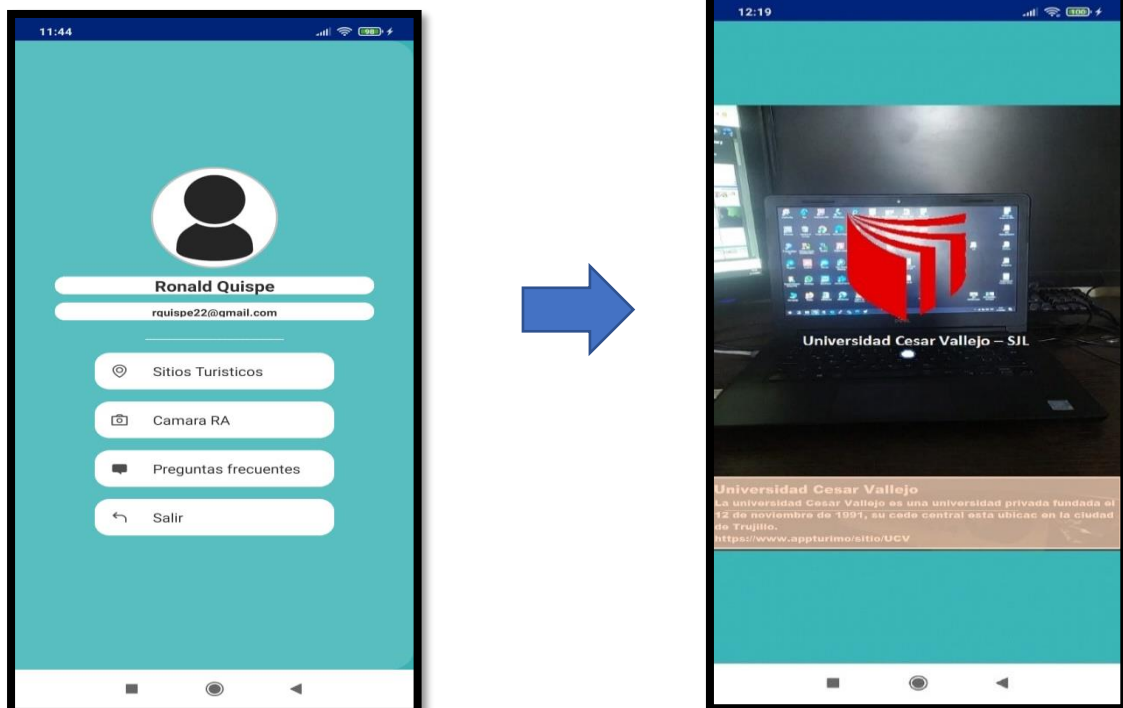 11:44
98
Ronald Quispe
rquispe22@gmail.com
Sitios Turisticos
Camara RA
Preguntas frecuentes
Salir
12:19
100
Universidad Cesar Vallejo – SJL
Universidad Cesar Vallejo
La universidad Cesar Vallejo es una universidad privada fundada el
12 de noviembre de 1991, su cede central esta ubicac en la ciudad
de Trujillo.
https://www.appturimo/sitio/UCV